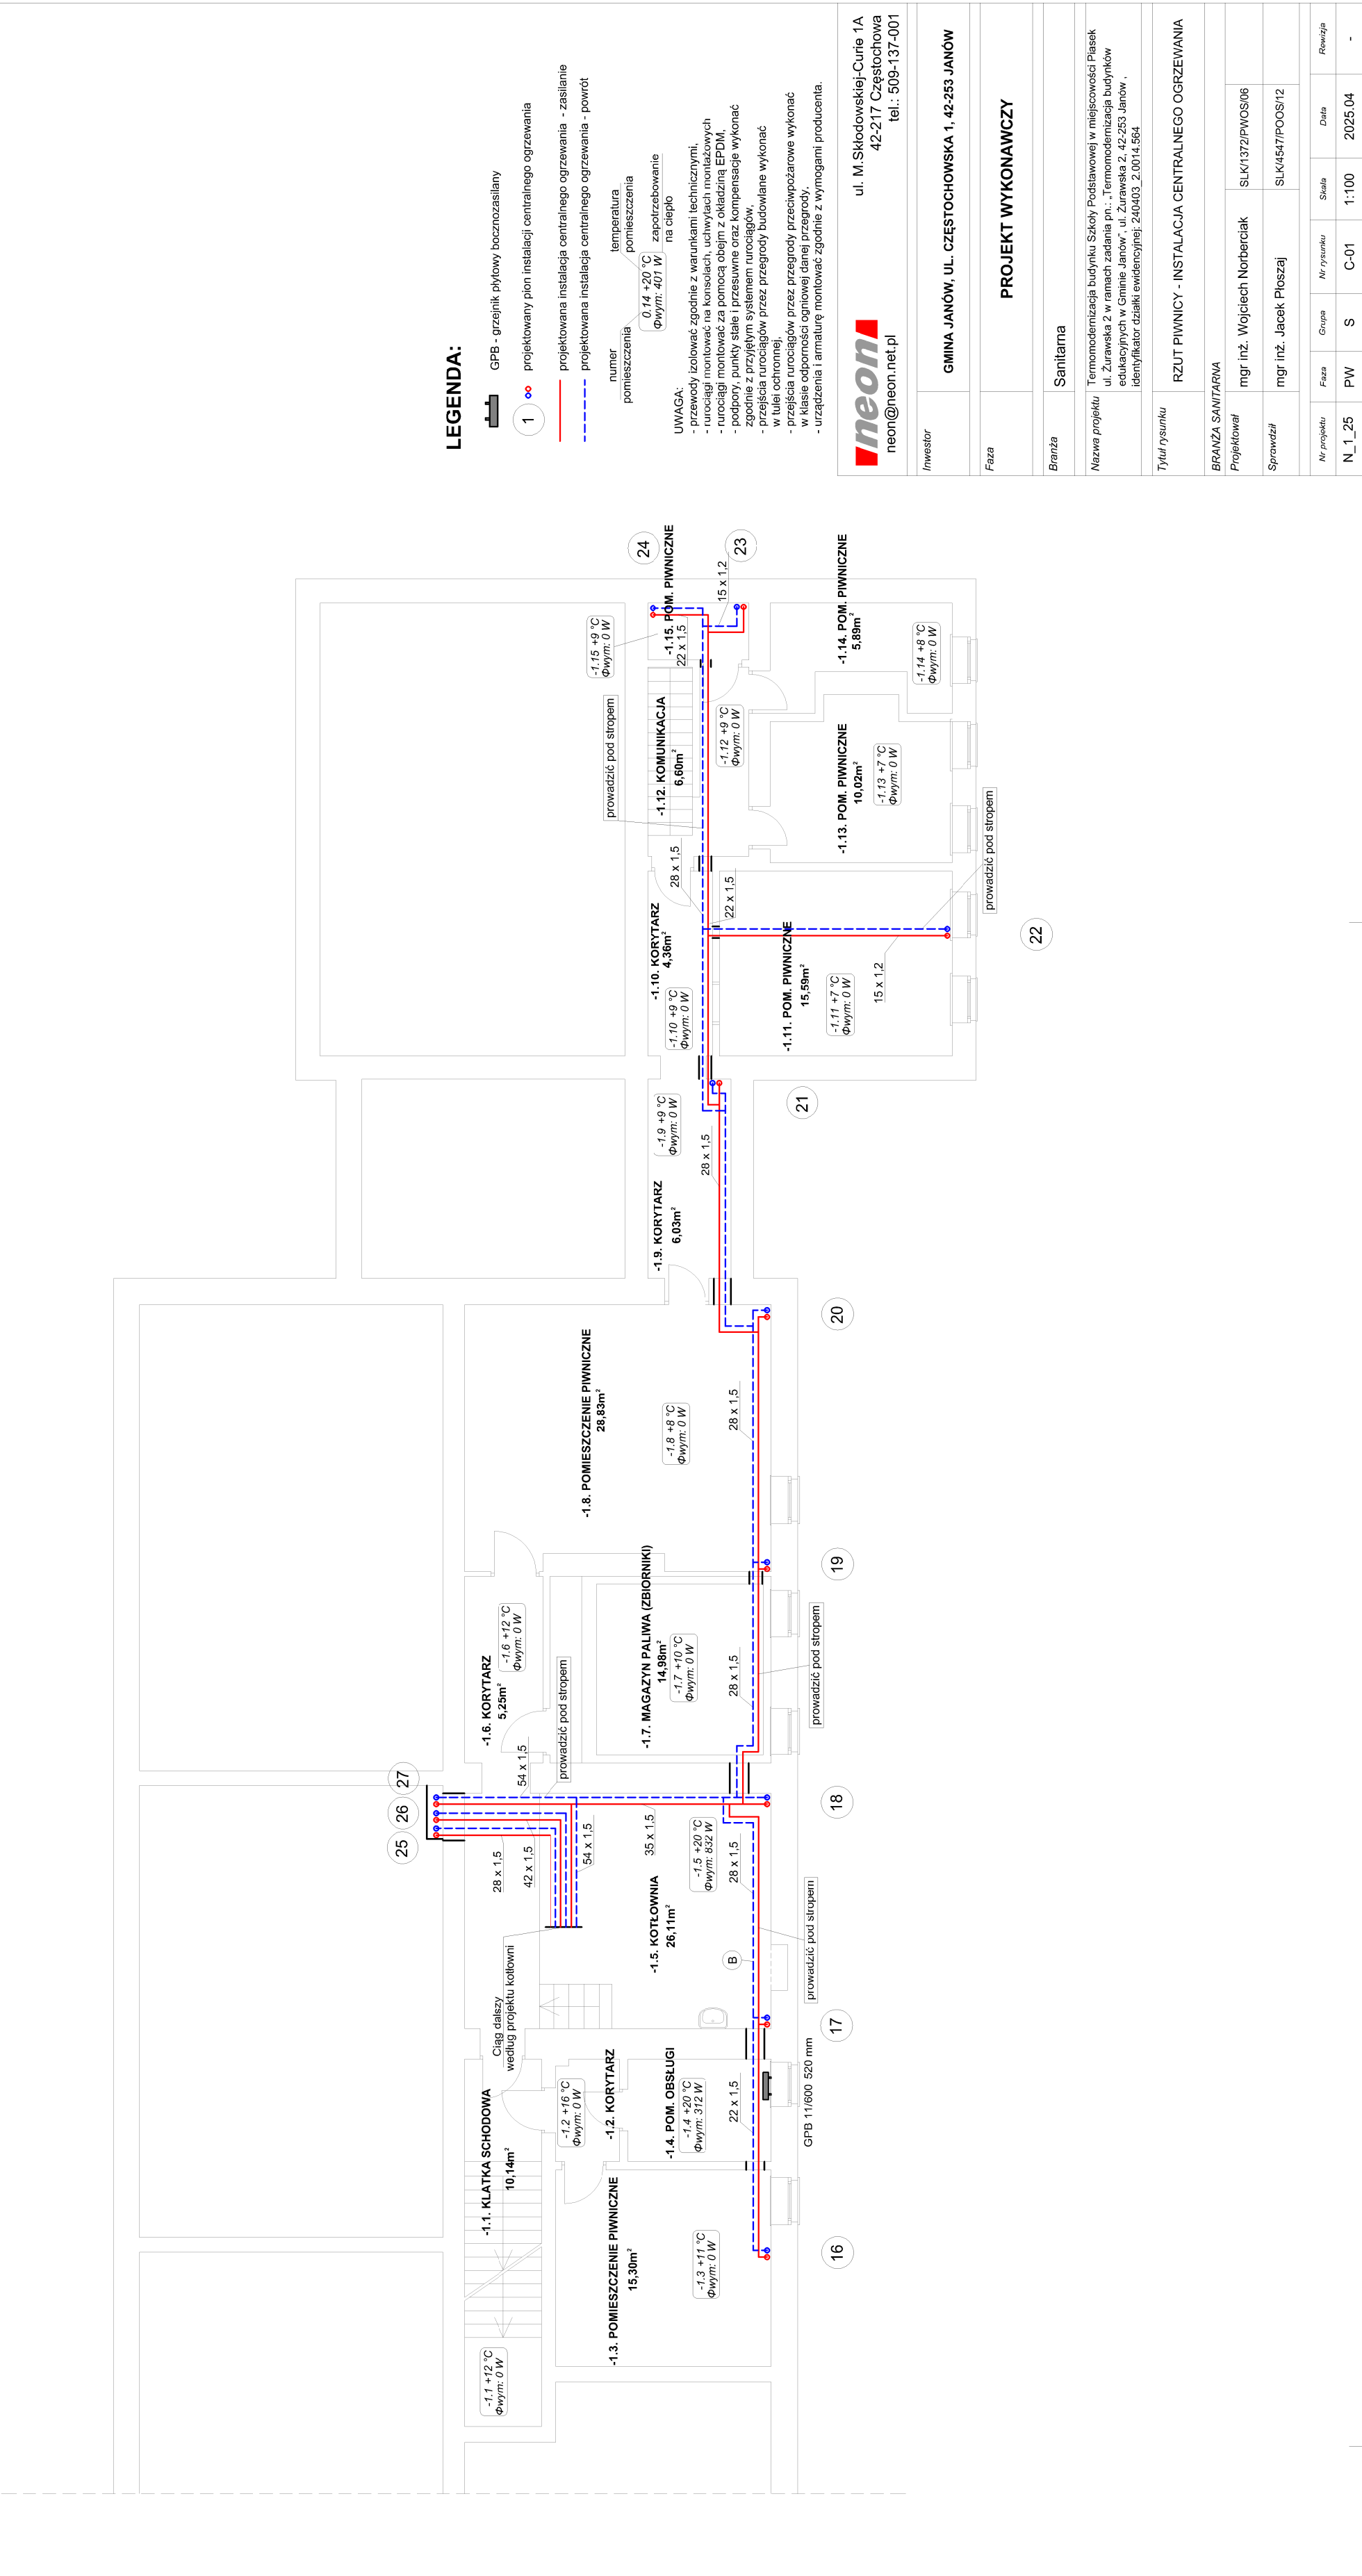 LEGENDA:
GPB - grzejnik płytowy bocznozasilany
1
projektowany pion instalacji centralnego ogrzewania
projektowana instalacja centralnego ogrzewania - zasilanie
projektowana instalacja centralnego ogrzewania - powrót
numer
pomieszczenia
temperatura
pomieszczenia
0.14 +20 °C
Φwym: 401 W
zapotrzebowanie
na ciepło
UWAGA:
- przewody izolować zgodnie z warunkami technicznymi,
- rurociągi montować na konsolach, uchwytach montażowych
- rurociągi montować za pomocą obejm z okładziną EPDM,
- podpory, punkty stałe i przesuwne oraz kompensacje wykonać
zgodnie z przyjętym systemem rurociągów,
- przejścia rurociągów przez przegrody budowlane wykonać
w tulei ochronnej,
- przejścia rurociągów przez przegrody przeciwpożarowe wykonać
w klasie odporności ogniowej danej przegrody,
- urządzenia i armaturę montować zgodnie z wymogami producenta.
neon
neon@neon.net.pl
ul. M.Skłodowskiej-Curie 1A
42-217 Częstochowa
tel.: 509-137-001
Inwestor
GMINA JANÓW, UL. CZĘSTOCHOWSKA 1, 42-253 JANÓW
Faza
PROJEKT WYKONAWCZY
Branża
Sanitarna
Nazwa projektu
Termomodernizacja budynku Szkoły Podstawowej w miejscowości Piasek
ul. Żurawska 2 w ramach zadania pn.: „Termomodernizacja budynków
edukacyjnych w Gminie Janów", ul. Żurawska 2, 42-253 Janów ,
identyfikator działki ewidencyjnej: 240403_2.0014.564
Tytuł rysunku
RZUT PIWNICY - INSTALACJA CENTRALNEGO OGRZEWANIA
BRANŻA SANITARNA
Projektował
mgr inż. Wojciech Norberciak
SLK/1372/PWOS/06
Sprawdził
mgr inż. Jacek Płoszaj
SLK/4547/POOS/12
Nr projektu
Faza
Grupa
Nr rysunku
Skala
Data
Rewizja
N_1_25
PW
S
C-01
1:100
2025.04
-
25
26
27
28 x 1,5
42 x 1,5
54 x 1,5
54 x 1,5
prowadzić pod stropem
35 x 1,5
Ciąg dalszy
według projektu kotłowni
-1.1. KLATKA SCHODOWA
10,14m²
-1.1 +12 °C
Φwym: 0 W
-1.2 +16 °C
Φwym: 0 W
-1.2. KORYTARZ
-1.3. POMIESZCZENIE PIWNICZNE
15,30m²
-1.3 +11 °C
Φwym: 0 W
-1.4. POM. OBSŁUGI
-1.4 +20 °C
Φwym: 312 W
22 x 1,5
GPB 11/600 520 mm
-1.5. KOTŁOWNIA
26,11m²
-1.5 +20 °C
Φwym: 832 W
28 x 1,5
B
prowadzić pod stropem
-1.6. KORYTARZ
5,25m²
-1.6 +12 °C
Φwym: 0 W
-1.7. MAGAZYN PALIWA (ZBIORNIKI)
14,98m²
-1.7 +10 °C
Φwym: 0 W
28 x 1,5
prowadzić pod stropem
-1.8. POMIESZCZENIE PIWNICZNE
28,83m²
-1.8 +8 °C
Φwym: 0 W
28 x 1,5
16
17
18
19
20
-1.9. KORYTARZ
6,03m²
-1.9 +9 °C
Φwym: 0 W
28 x 1,5
21
-1.10. KORYTARZ
4,36m²
-1.10 +9 °C
Φwym: 0 W
28 x 1,5
22 x 1,5
-1.11. POM. PIWNICZNE
15,59m²
-1.11 +7 °C
Φwym: 0 W
15 x 1,2
prowadzić pod stropem
22
prowadzić pod stropem
-1.12. KOMUNIKACJA
6,60m²
-1.12 +9 °C
Φwym: 0 W
-1.13. POM. PIWNICZNE
10,02m²
-1.13 +7 °C
Φwym: 0 W
-1.14. POM. PIWNICZNE
5,89m²
-1.14 +8 °C
Φwym: 0 W
-1.15 +9 °C
Φwym: 0 W
-1.15. POM. PIWNICZNE
22 x 1,5
15 x 1,2
24
23